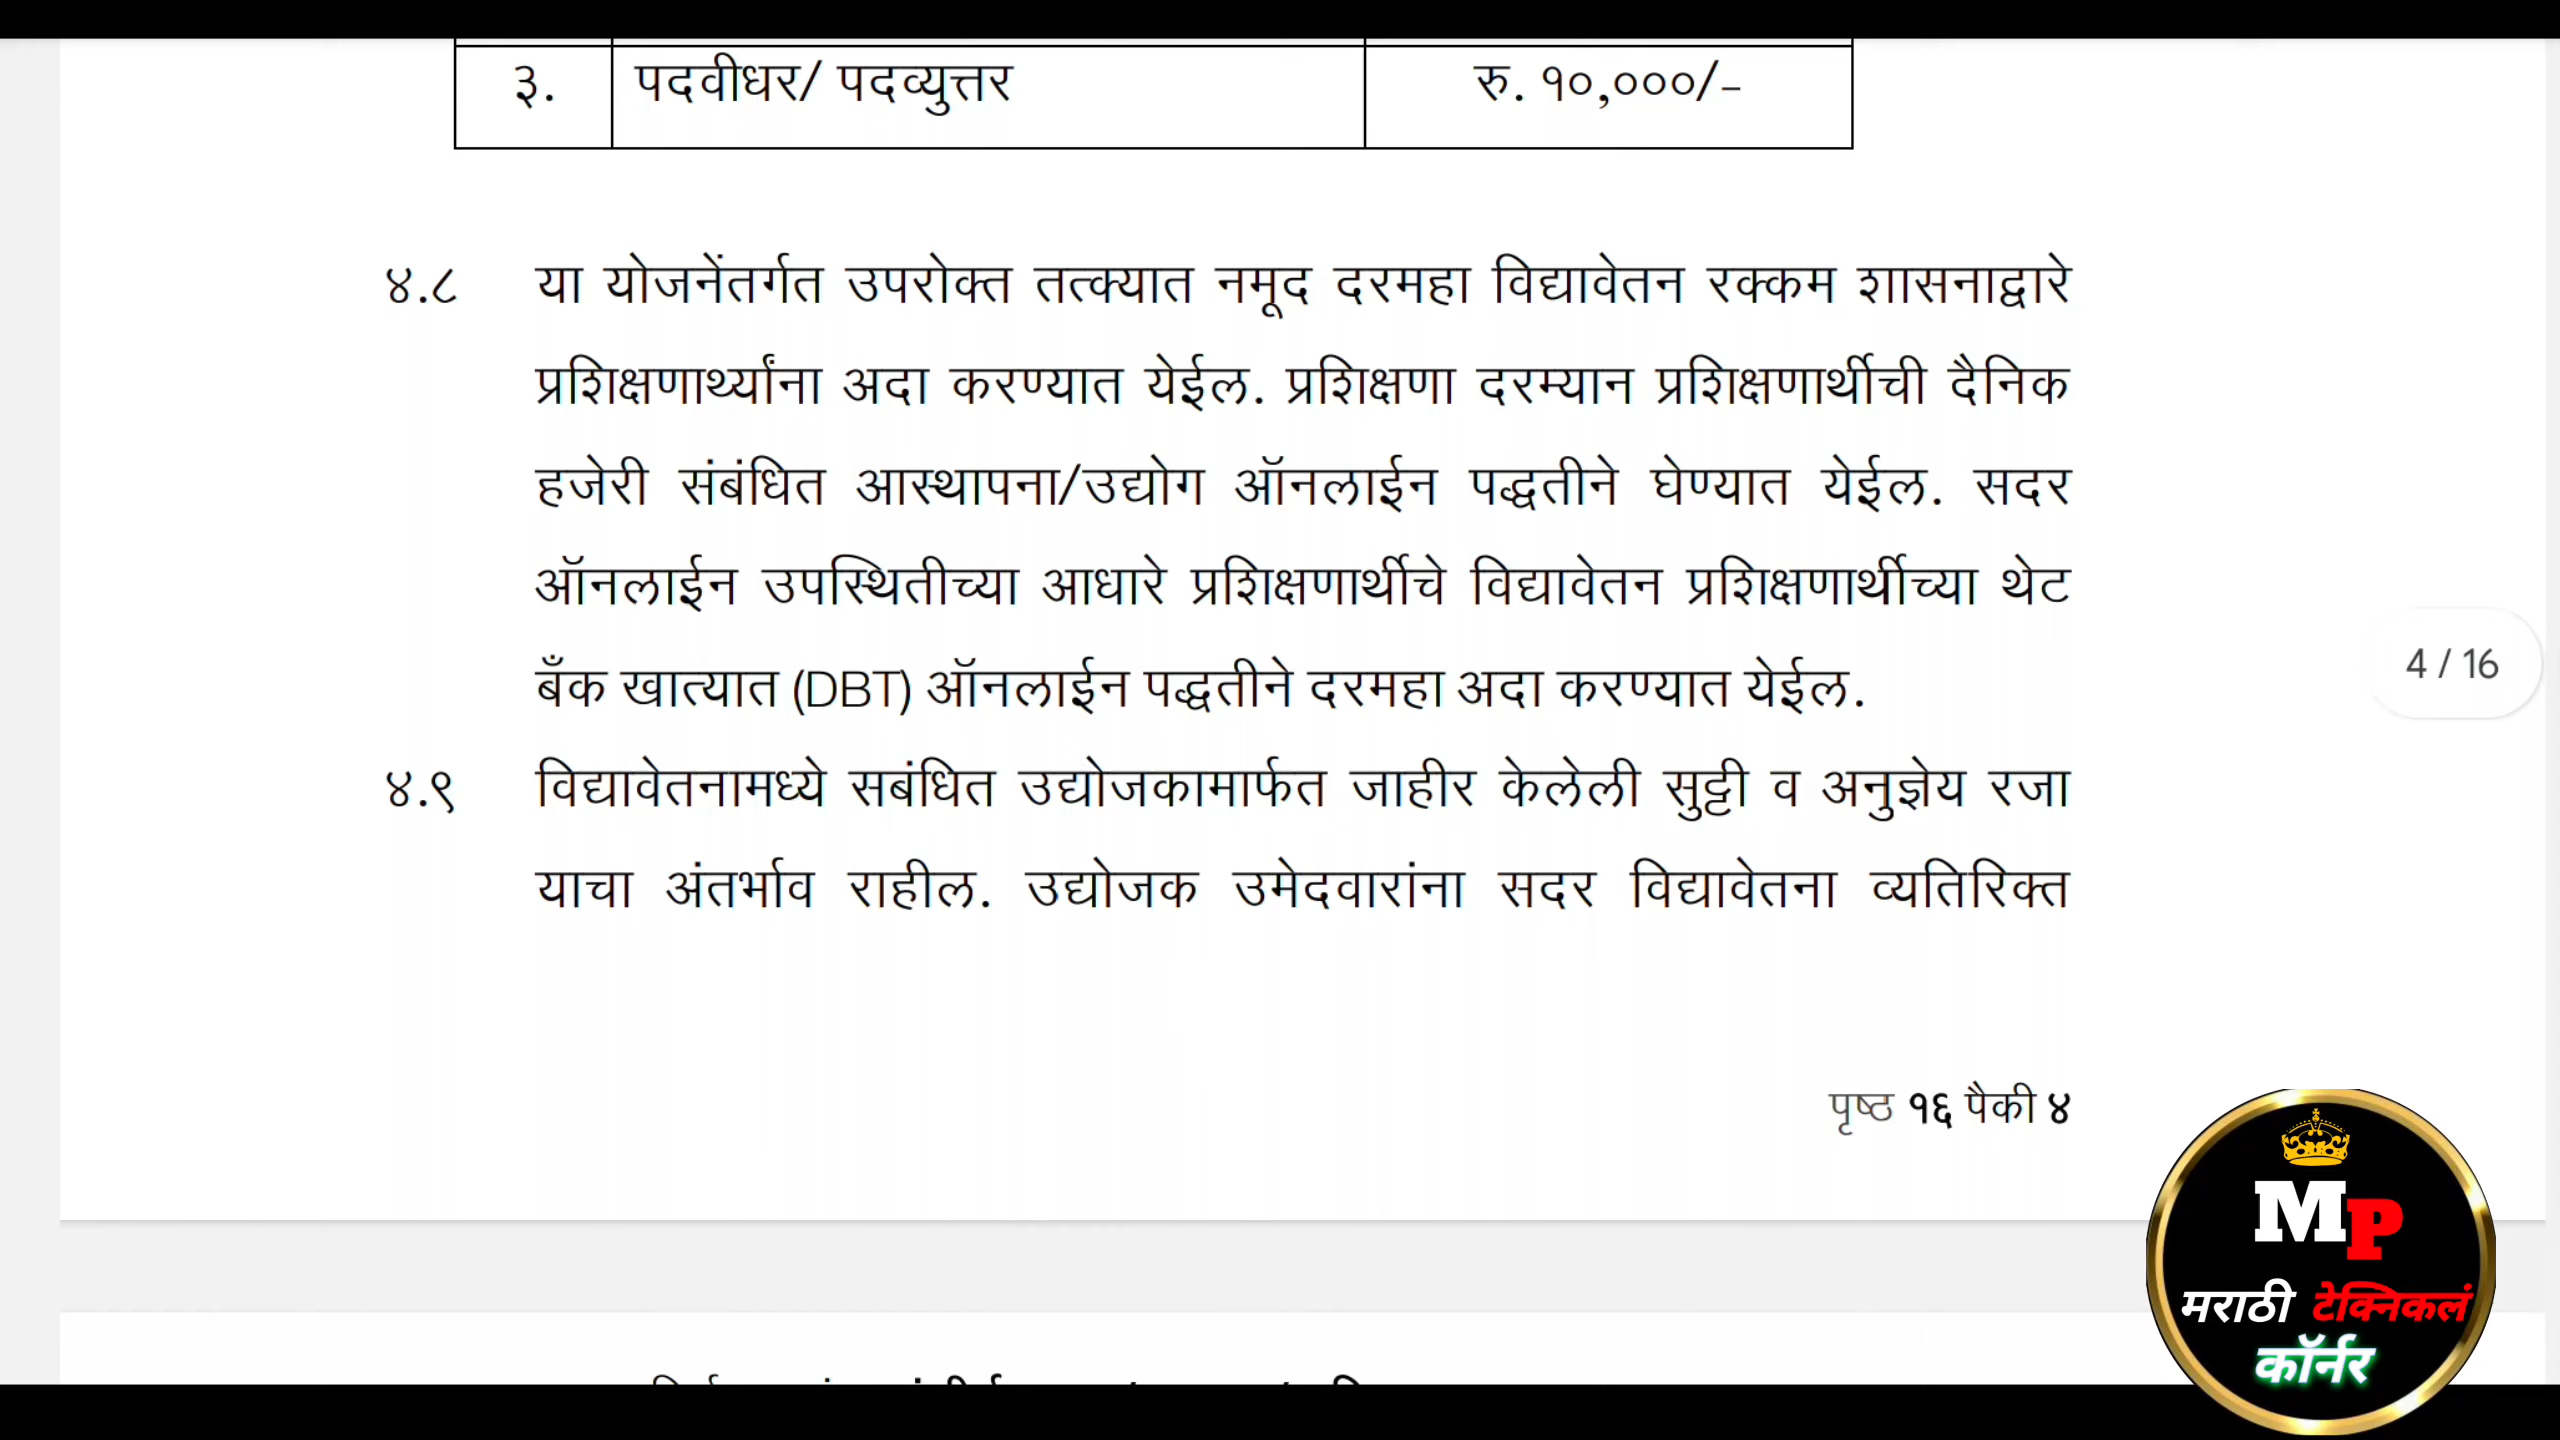 ३. पदवीधर/ पदव्युत्तर रु. १०,०००/-
४.८ या योजनेंतर्गत उपरोक्त तत्क्यात नमूद दरमहा विद्यावेतन रक्कम शासनाद्वारे
प्रशिक्षणार्थ्यांना अदा करण्यात येईल. प्रशिक्षणा दरम्यान प्रशिक्षणार्थीची दैनिक
हजेरी संबंधित आस्थापना/उद्योग ऑनलाईन पद्धतीने घेण्यात येईल. सदर
ऑनलाईन उपस्थितीच्या आधारे प्रशिक्षणार्थीचे विद्यावेतन प्रशिक्षणार्थीच्या थेट
बँक खात्यात (DBT) ऑनलाईन पद्धतीने दरमहा अदा करण्यात येईल.
4 / 16
४.९ विद्यावेतनामध्ये सबंधित उद्योजकामार्फत जाहीर केलेली सुट्टी व अनुज्ञेय रजा
याचा अंतर्भाव राहील. उद्योजक उमेदवारांना सदर विद्यावेतना व्यतिरिक्त
पृष्ठ १६ पैकी ४
MP
मराठी टेक्निकलं
कॉर्नर